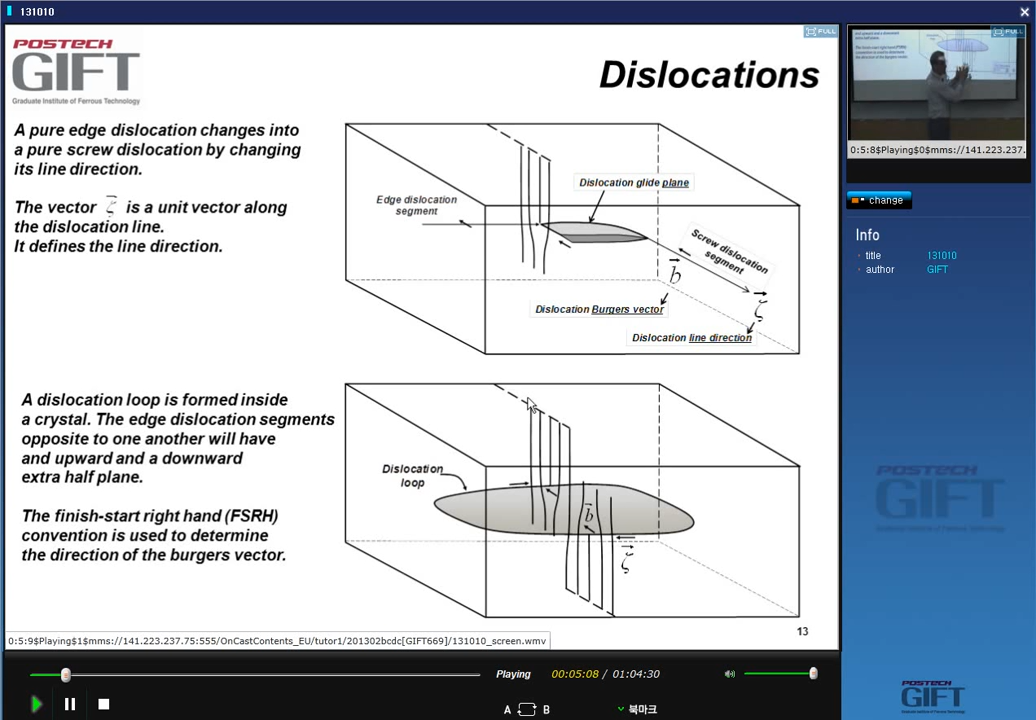 131010
FULL
POSTECH
GIFT
Graduate Institute of Ferrous Technology
Dislocations
A pure edge dislocation changes into
a pure screw dislocation by changing
its line direction.
The vector ζ is a unit vector along
the dislocation line.
It defines the line direction.
Edge dislocation
segment
Dislocation glide plane
Screw dislocation
segment
b
ζ
Dislocation Burgers vector
Dislocation line direction
A dislocation loop is formed inside
a crystal. The edge dislocation segments
opposite to one another will have
and upward and a downward
extra half plane.
The finish-start right hand (FSRH)
convention is used to determine
the direction of the burgers vector.
Dislocation
loop
b
ζ
13
0:5:9$Playing$1$mms://141.223.237.75:555/OnCastContents_EU/tutor1/201302bcdc[GIFT669]/131010_screen.wmv
Playing
00:05:08 / 01:04:30
A B
북마크
FULL
0:5:8$Playing$0$mms://141.223.237.
change
Info
title 131010
author GIFT
POSTECH
GIFT
POSTECH
GIFT